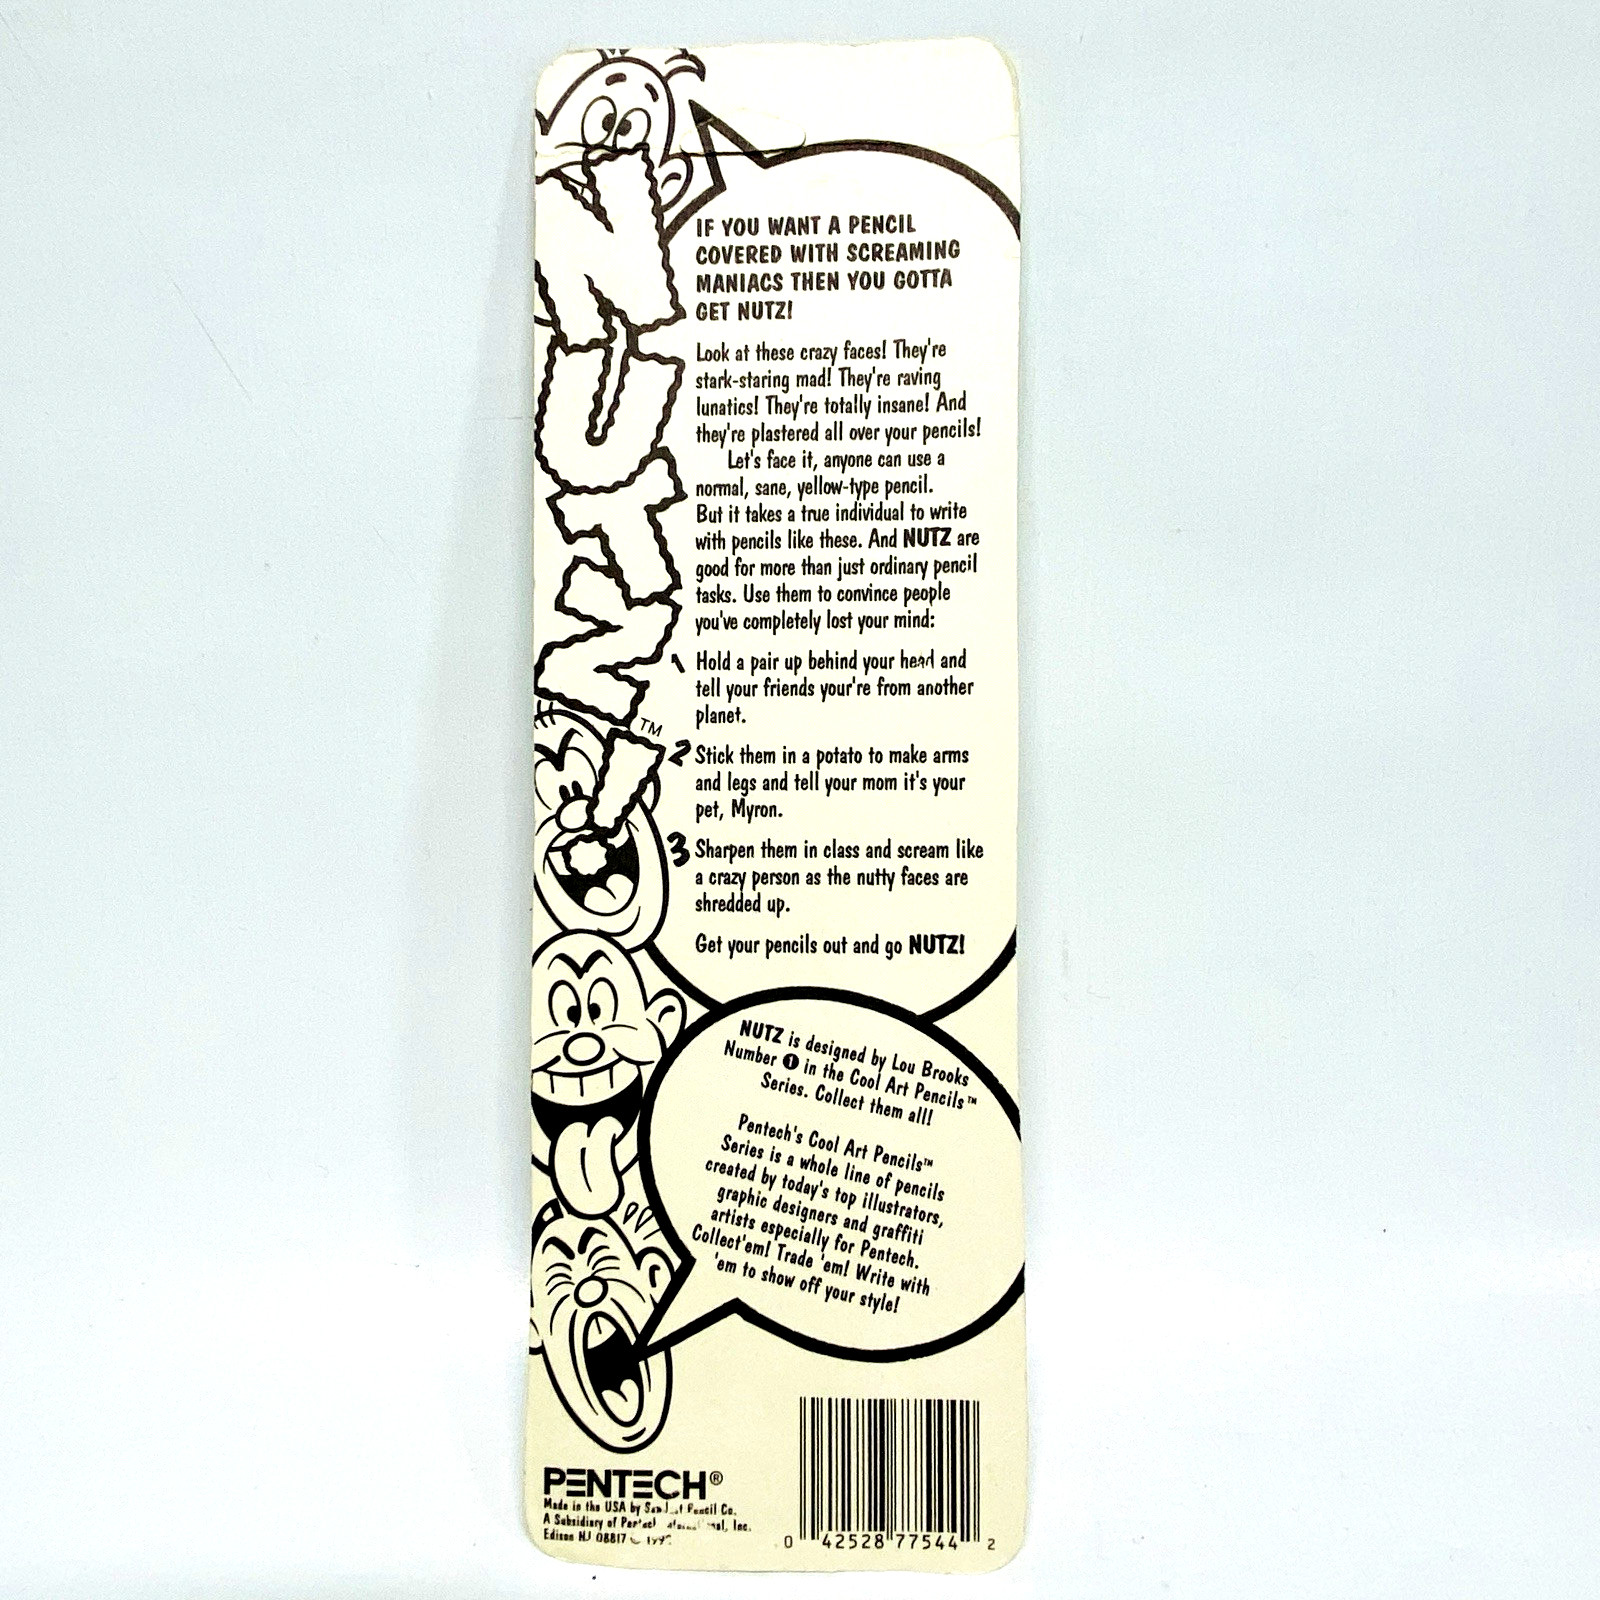 NUTZ!
TM
IF YOU WANT A PENCIL
COVERED WITH SCREAMING
MANIACS THEN YOU GOTTA
GET NUTZ!
Look at these crazy faces! They're
stark-staring mad! They're raving
lunatics! They're totally insane! And
they're plastered all over your pencils!
Let's face it, anyone can use a
normal, sane, yellow-type pencil.
But it takes a true individual to write
with pencils like these. And NUTZ are
good for more than just ordinary pencil
tasks. Use them to convince people
you've completely lost your mind:
1 Hold a pair up behind your head and
tell your friends your're from another
planet.
2 Stick them in a potato to make arms
and legs and tell your mom it's your
pet, Myron.
3 Sharpen them in class and scream like
a crazy person as the nutty faces are
shredded up.
Get your pencils out and go NUTZ!
NUTZ is designed by Lou Brooks
Number 1 in the Cool Art Pencils™
Series. Collect them all!
Pentech's Cool Art Pencils™
Series is a whole line of pencils
created by today's top illustrators,
graphic designers and graffiti
artists especially for Pentech.
Collect'em! Trade 'em! Write with
'em to show off your style!
PENTECH®
Made in the USA by Pencil Co.
A Subsidiary of Inc.
Edison NJ 08817 ©
0 42528 77544 2